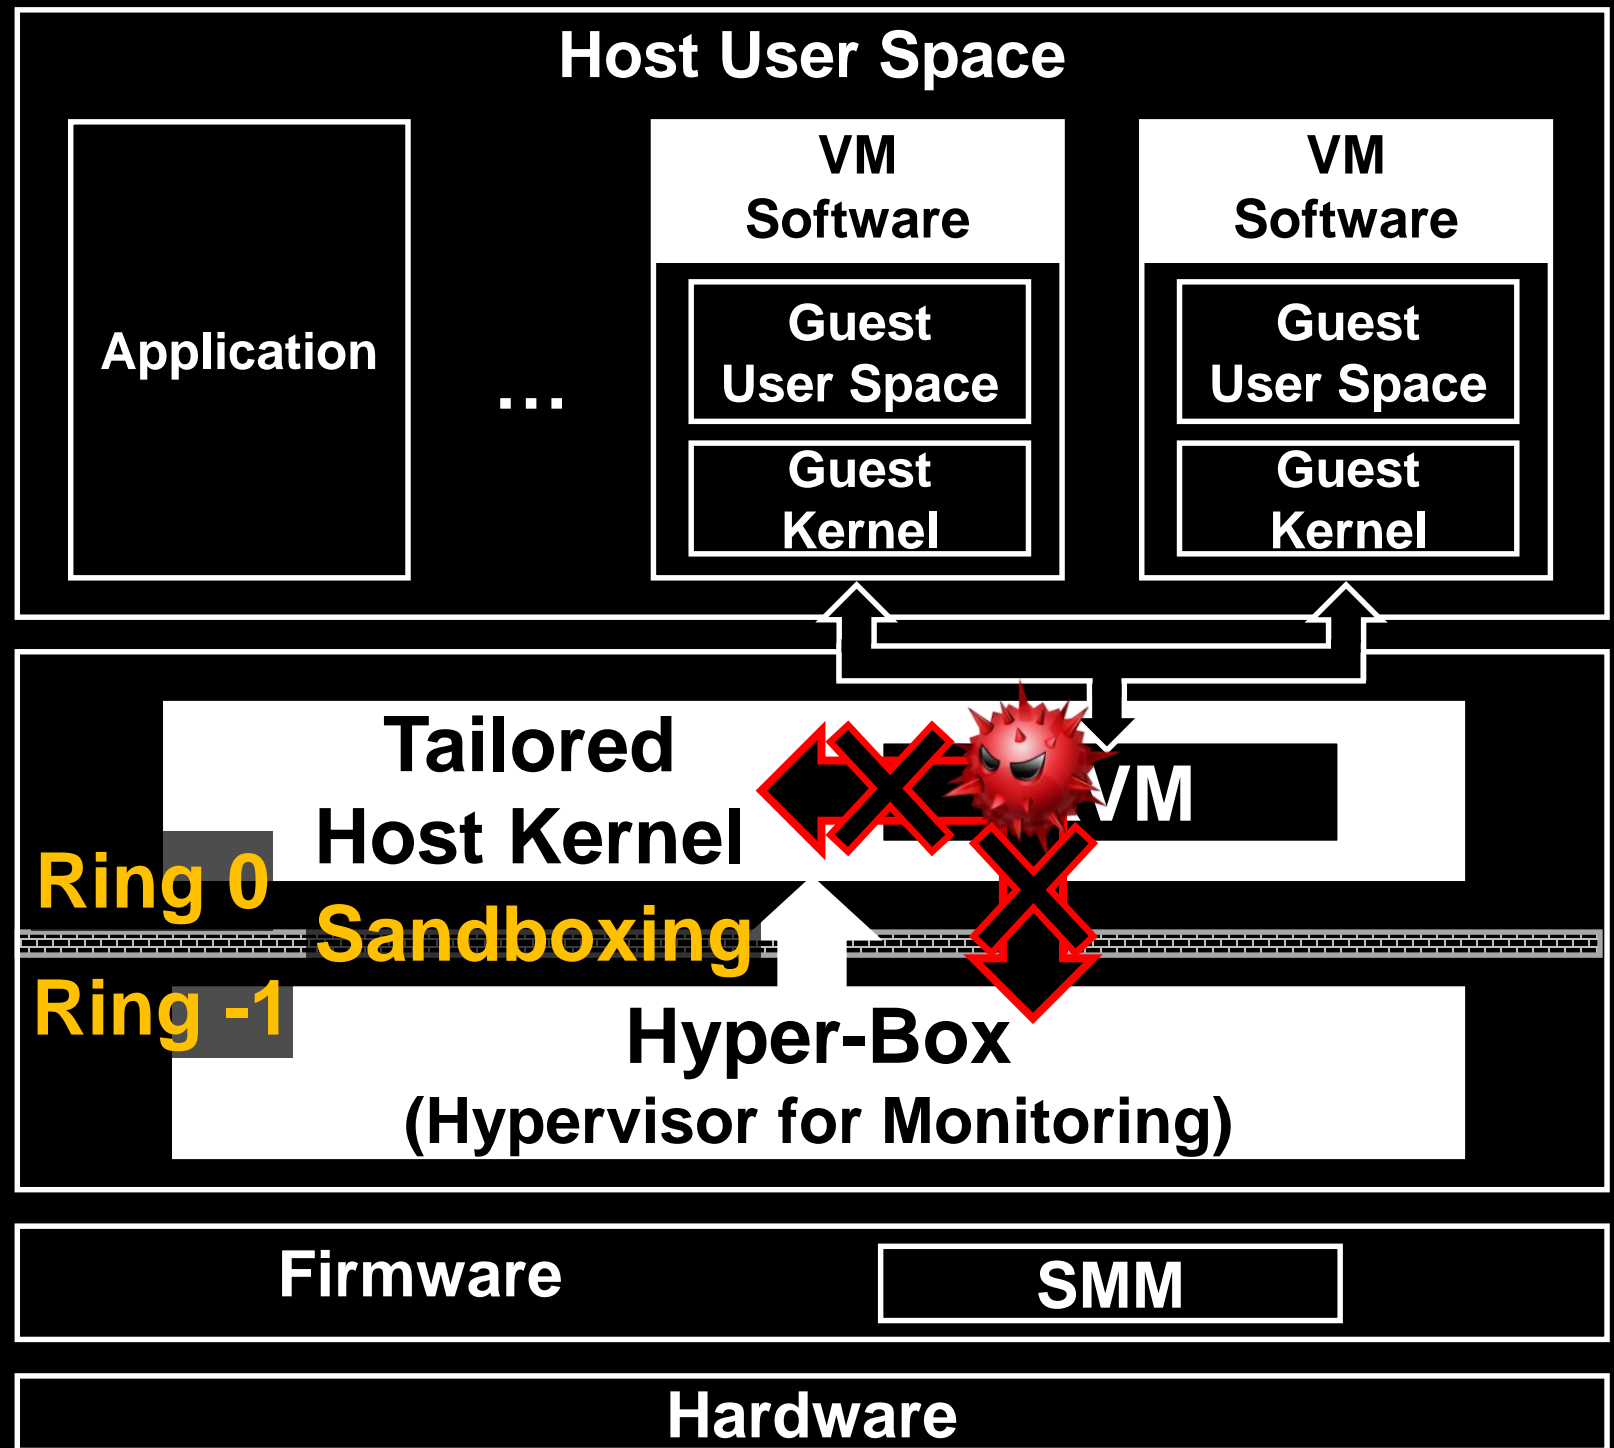 Host User Space
Application
...
VM
Software
Guest
User Space
Guest
Kernel
VM
Software
Guest
User Space
Guest
Kernel
Tailored
Host Kernel
Ring 0
Sandboxing
Ring -1
Hyper-Box
(Hypervisor for Monitoring)
Firmware
SMM
Hardware